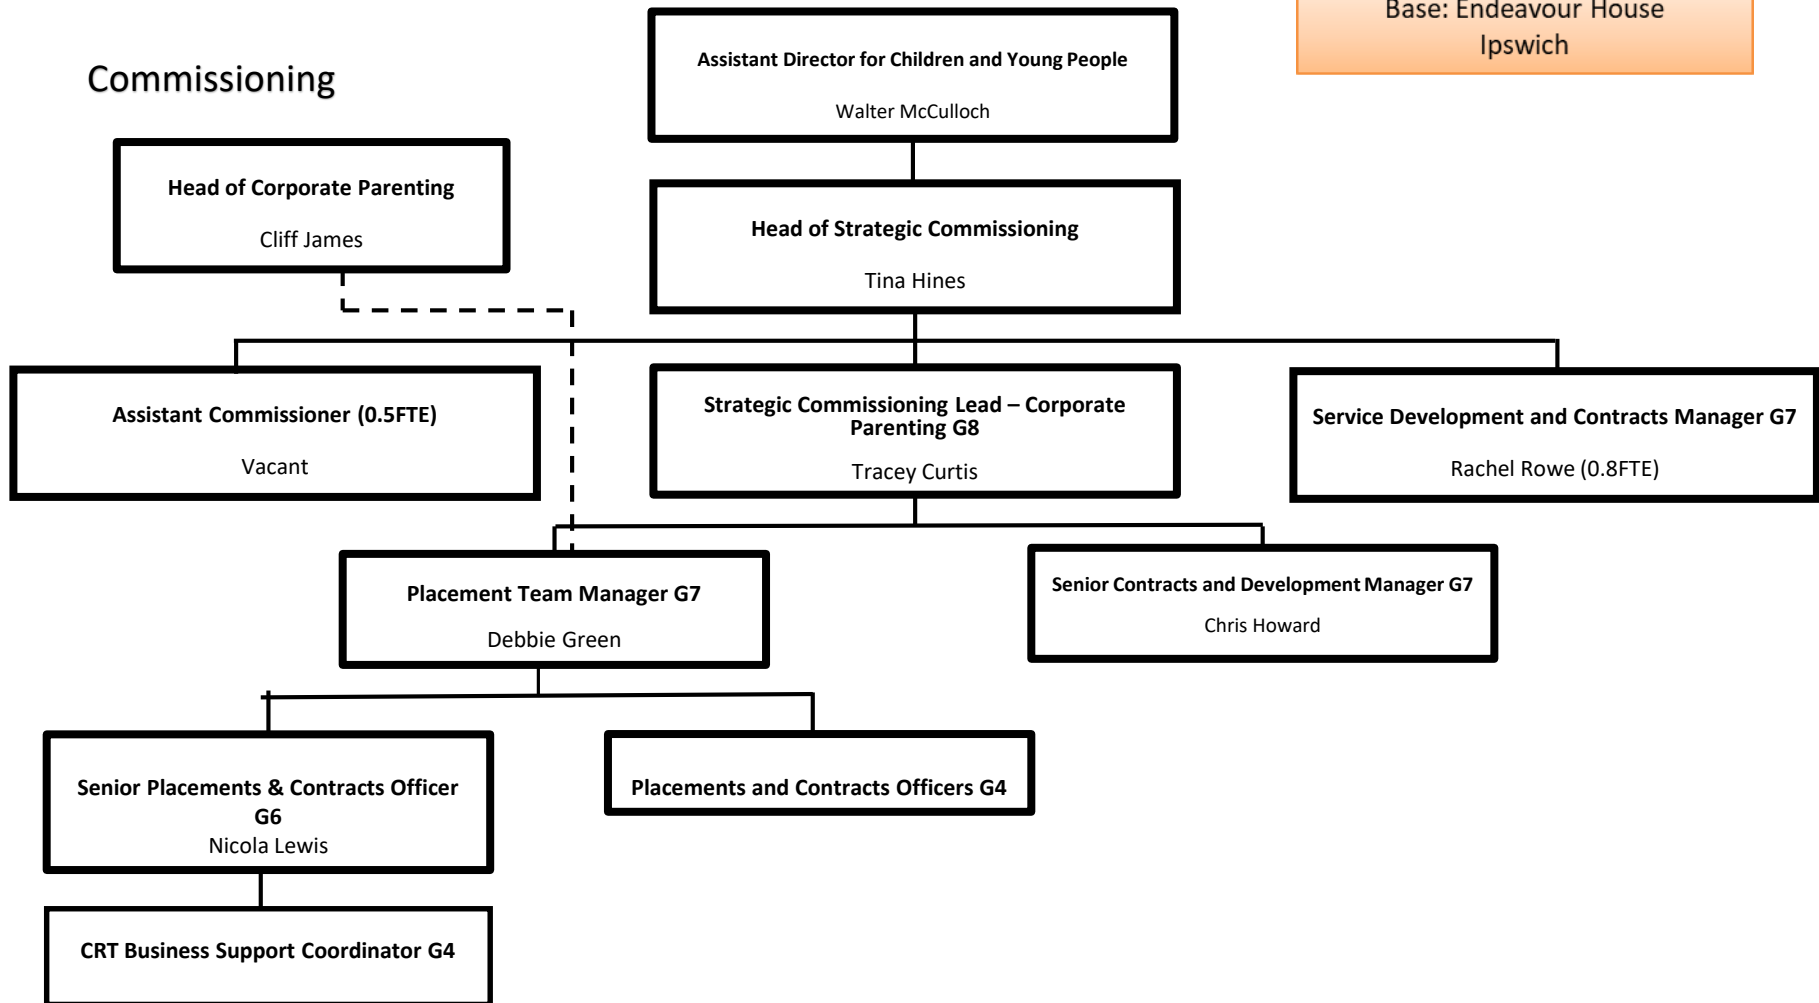 Base: Endeavour House
Ipswich
Commissioning
Assistant Director for Children and Young People
Walter McCulloch
Head of Corporate Parenting
Cliff James
Head of Strategic Commissioning
Tina Hines
Assistant Commissioner (0.5FTE)
Vacant
Strategic Commissioning Lead – Corporate
Parenting G8
Tracey Curtis
Service Development and Contracts Manager G7
Rachel Rowe (0.8FTE)
Placement Team Manager G7
Debbie Green
Senior Contracts and Development Manager G7
Chris Howard
Senior Placements & Contracts Officer
G6
Nicola Lewis
Placements and Contracts Officers G4
CRT Business Support Coordinator G4